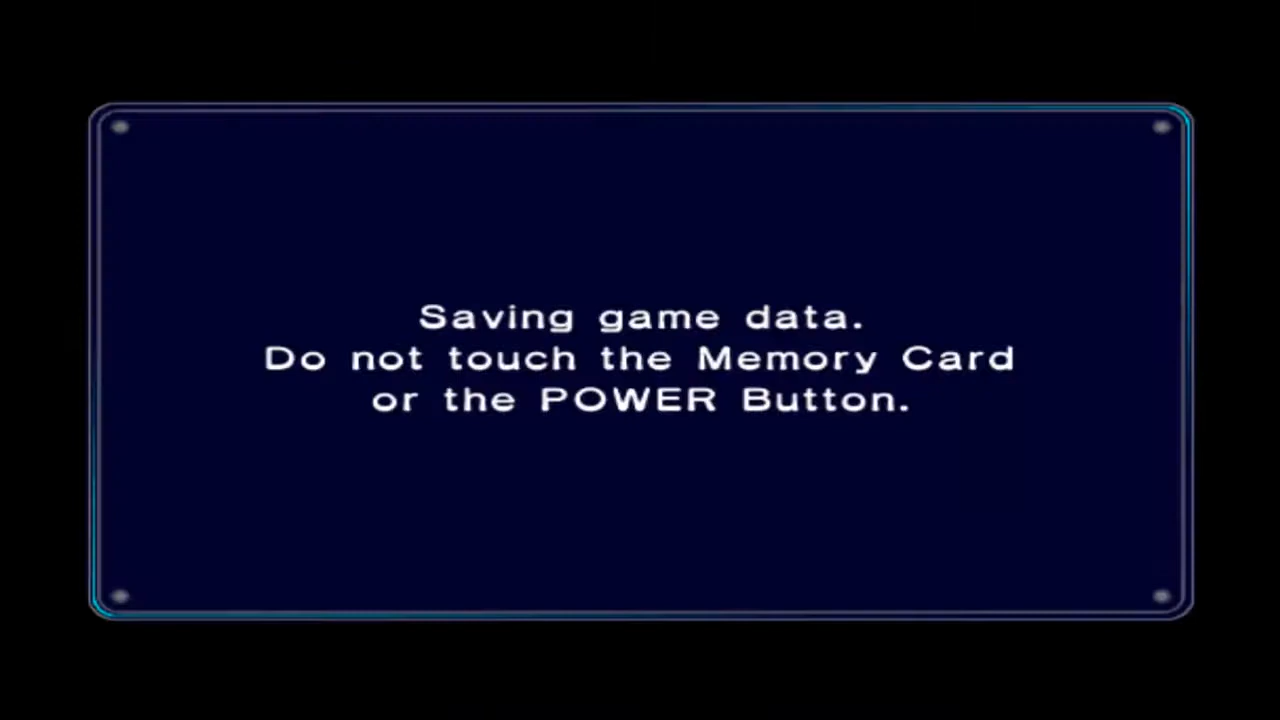 Saving game data.
Do not touch the Memory Card
or the POWER Button.